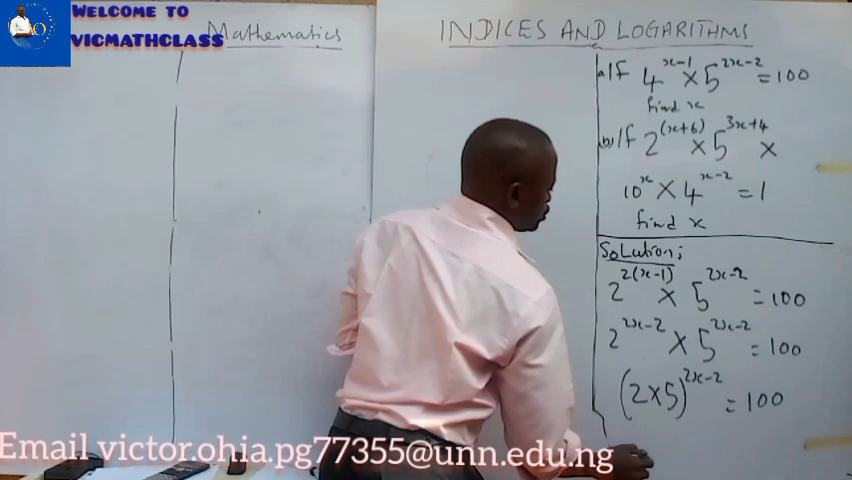 WELCOME TO
VICMATHCLASS
Mathematics
INDICES AND LOGARITHMS
a) If 4^(x-1) × 5^(2x-2) = 100
find x
(b) If 2^((x+6)) × 5^(3x+4) ×
10^x × 4^(x-2) = 1
find x
Solution;
2^(2(x-1)) × 5^(2x-2) = 100
2^(2x-2) × 5^(2x-2) = 100
(2×5)^(2x-2) = 100
Email victor.ohia.pg77355@unn.edu.ng